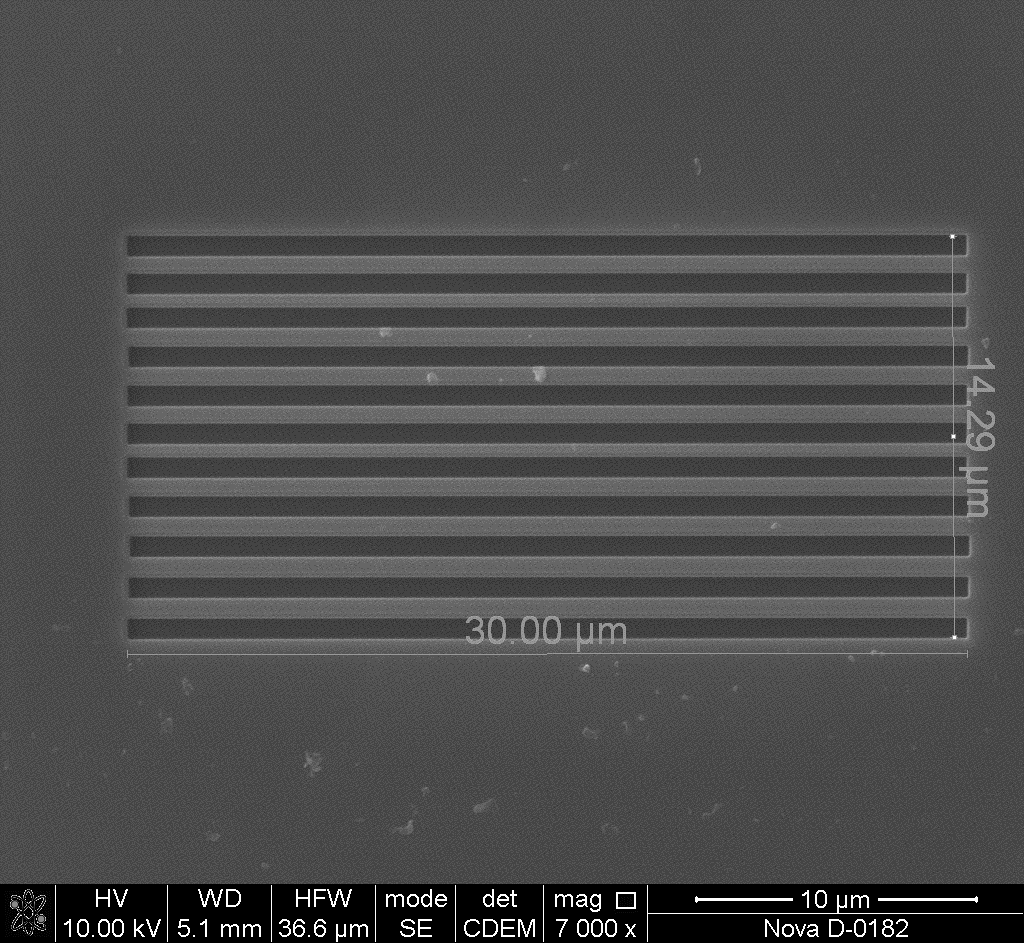 14.29 µm
30.00 µm
HV WD HFW mode det mag 10 µm
10.00 kV 5.1 mm 36.6 µm SE CDEM 7 000 x Nova D-0182